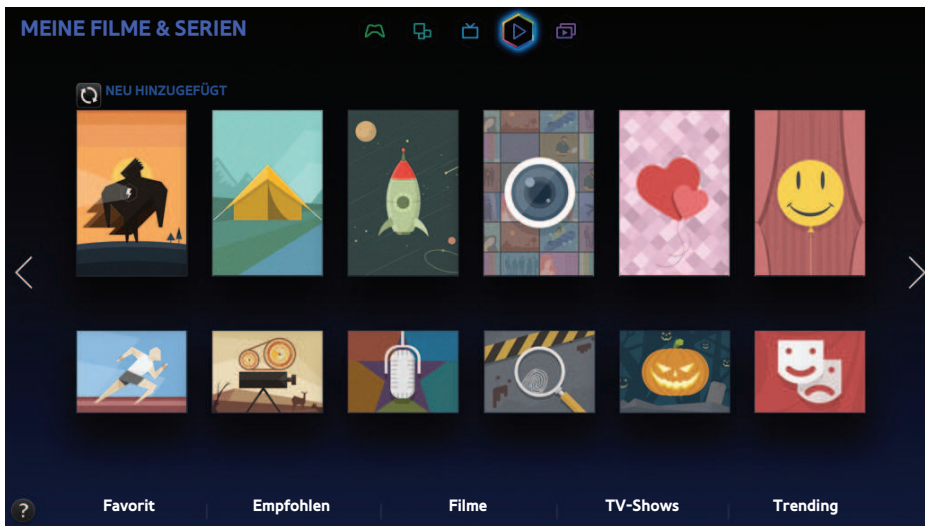 MEINE FILME & SERIEN
NEU HINZUGEFÜGT
?
Favorit
Empfohlen
Filme
TV-Shows
Trending